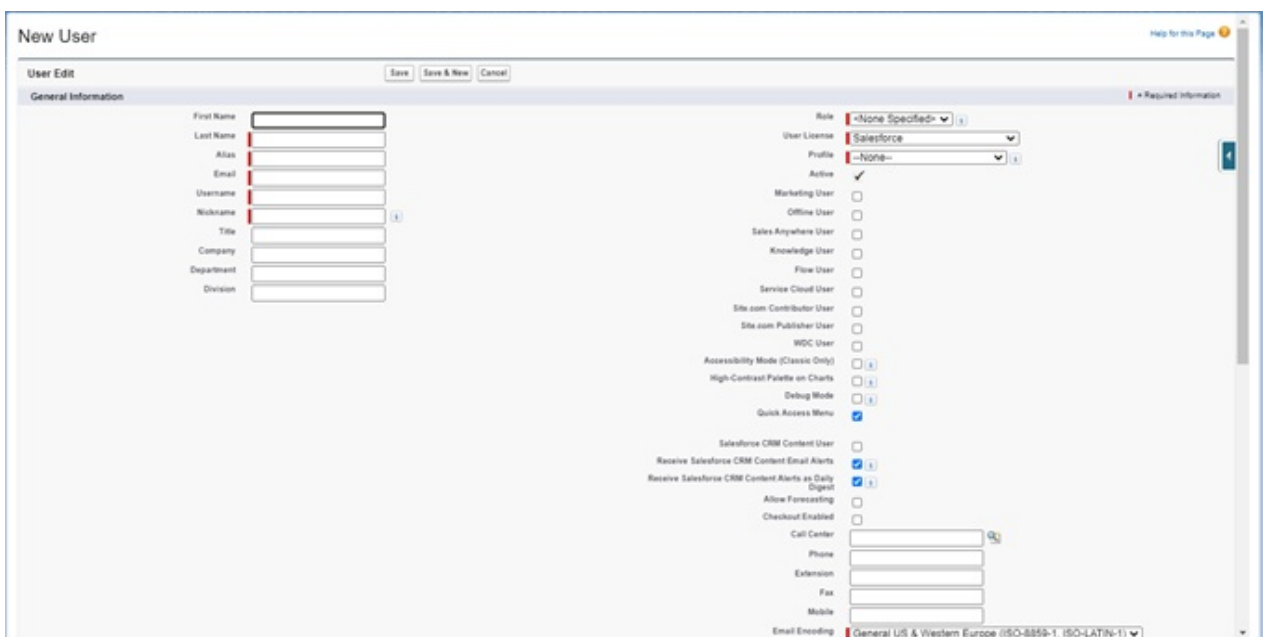 New User
Help for this Page
User Edit
Save
Save & New
Cancel
General Information
= Required Information
First Name
Last Name
Alias
Email
Username
Nickname
Title
Company
Department
Division
Role
<None Specified>
User License
Salesforce
Profile
--None--
Active
Marketing User
Offline User
Sales Anywhere User
Knowledge User
Flow User
Service Cloud User
Site.com Contributor User
Site.com Publisher User
WDC User
Accessibility Mode (Classic Only)
High-Contrast Palette on Charts
Debug Mode
Quick Access Menu
Salesforce CRM Content User
Receive Salesforce CRM Content Email Alerts
Receive Salesforce CRM Content Alerts as Daily
Digest
Allow Forecasting
Checkout Enabled
Call Center
Phone
Extension
Fax
Mobile
Email Encoding
General US & Western Europe (ISO-8859-1, ISO-LATIN-1)